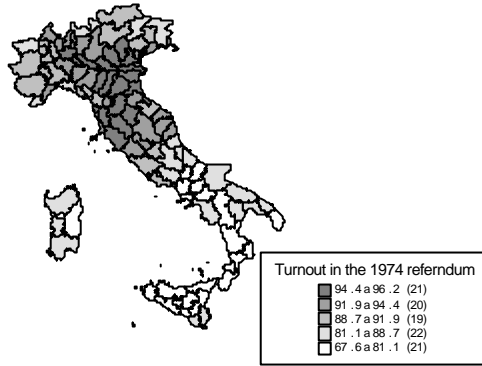 Turnout in the 1974 referndum
94 .4 a 96 .2 (21)
91 .9 a 94 .4 (20)
88 .7 a 91 .9 (19)
81 .1 a 88 .7 (22)
67 .6 a 81 .1 (21)